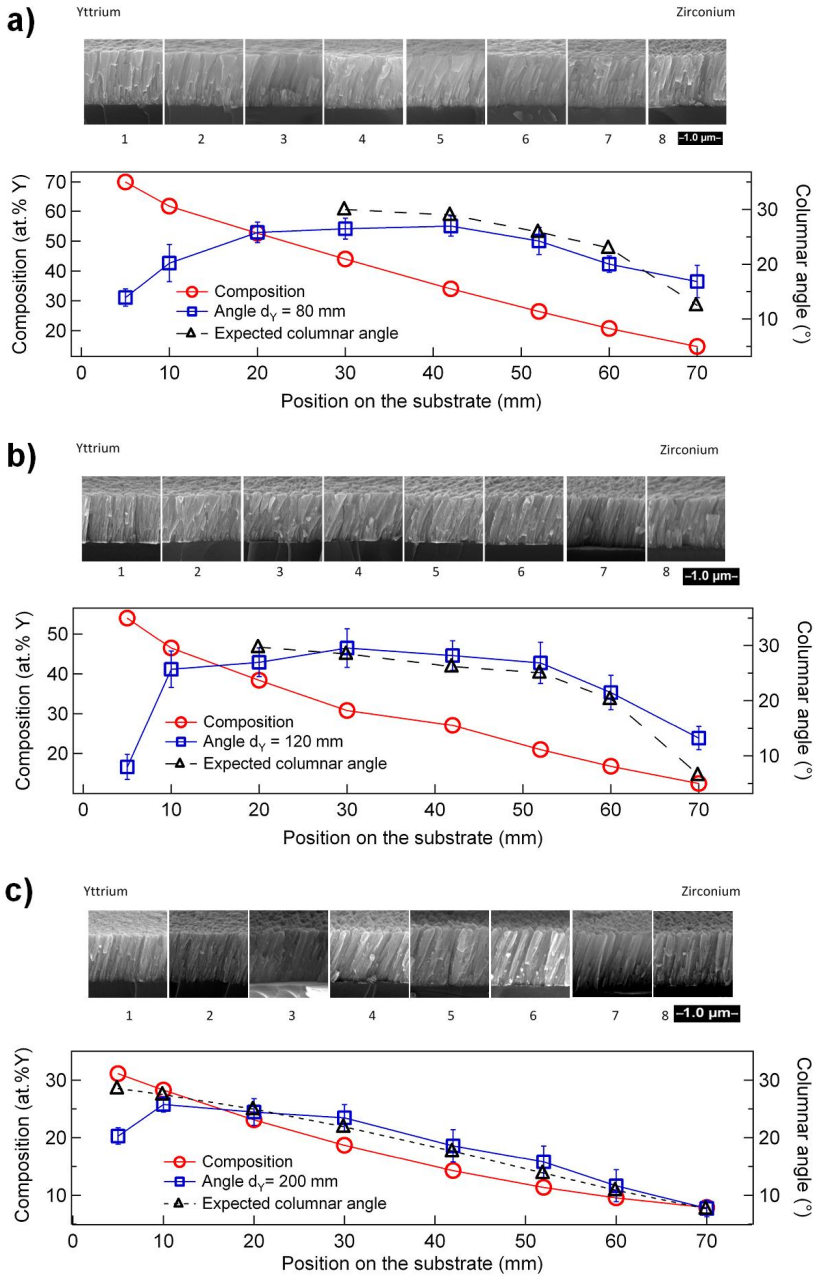 a)
Yttrium Zirconium
1 2 3 4 5 6 7 8 –1.0 µm–
Composition (at.% Y)
70
60
50
40
30
20
Composition
Angle dY = 80 mm
Expected columnar angle
30
20
10
Columnar angle (°)
0 10 20 30 40 50 60 70
Position on the substrate (mm)
b)
Yttrium Zirconium
1 2 3 4 5 6 7 8 –1.0 µm–
Composition (at.% Y)
50
40
30
20
Composition
Angle dY = 120 mm
Expected columnar angle
30
20
10
Columnar angle (°)
0 10 20 30 40 50 60 70
Position on the substrate (mm)
c)
Yttrium Zirconium
1 2 3 4 5 6 7 8 –1.0 µm–
Composition (at.%Y)
30
20
10
Composition
Angle dY= 200 mm
Expected columnar angle
30
20
10
Columnar angle (°)
0 10 20 30 40 50 60 70
Position on the substrate (mm)